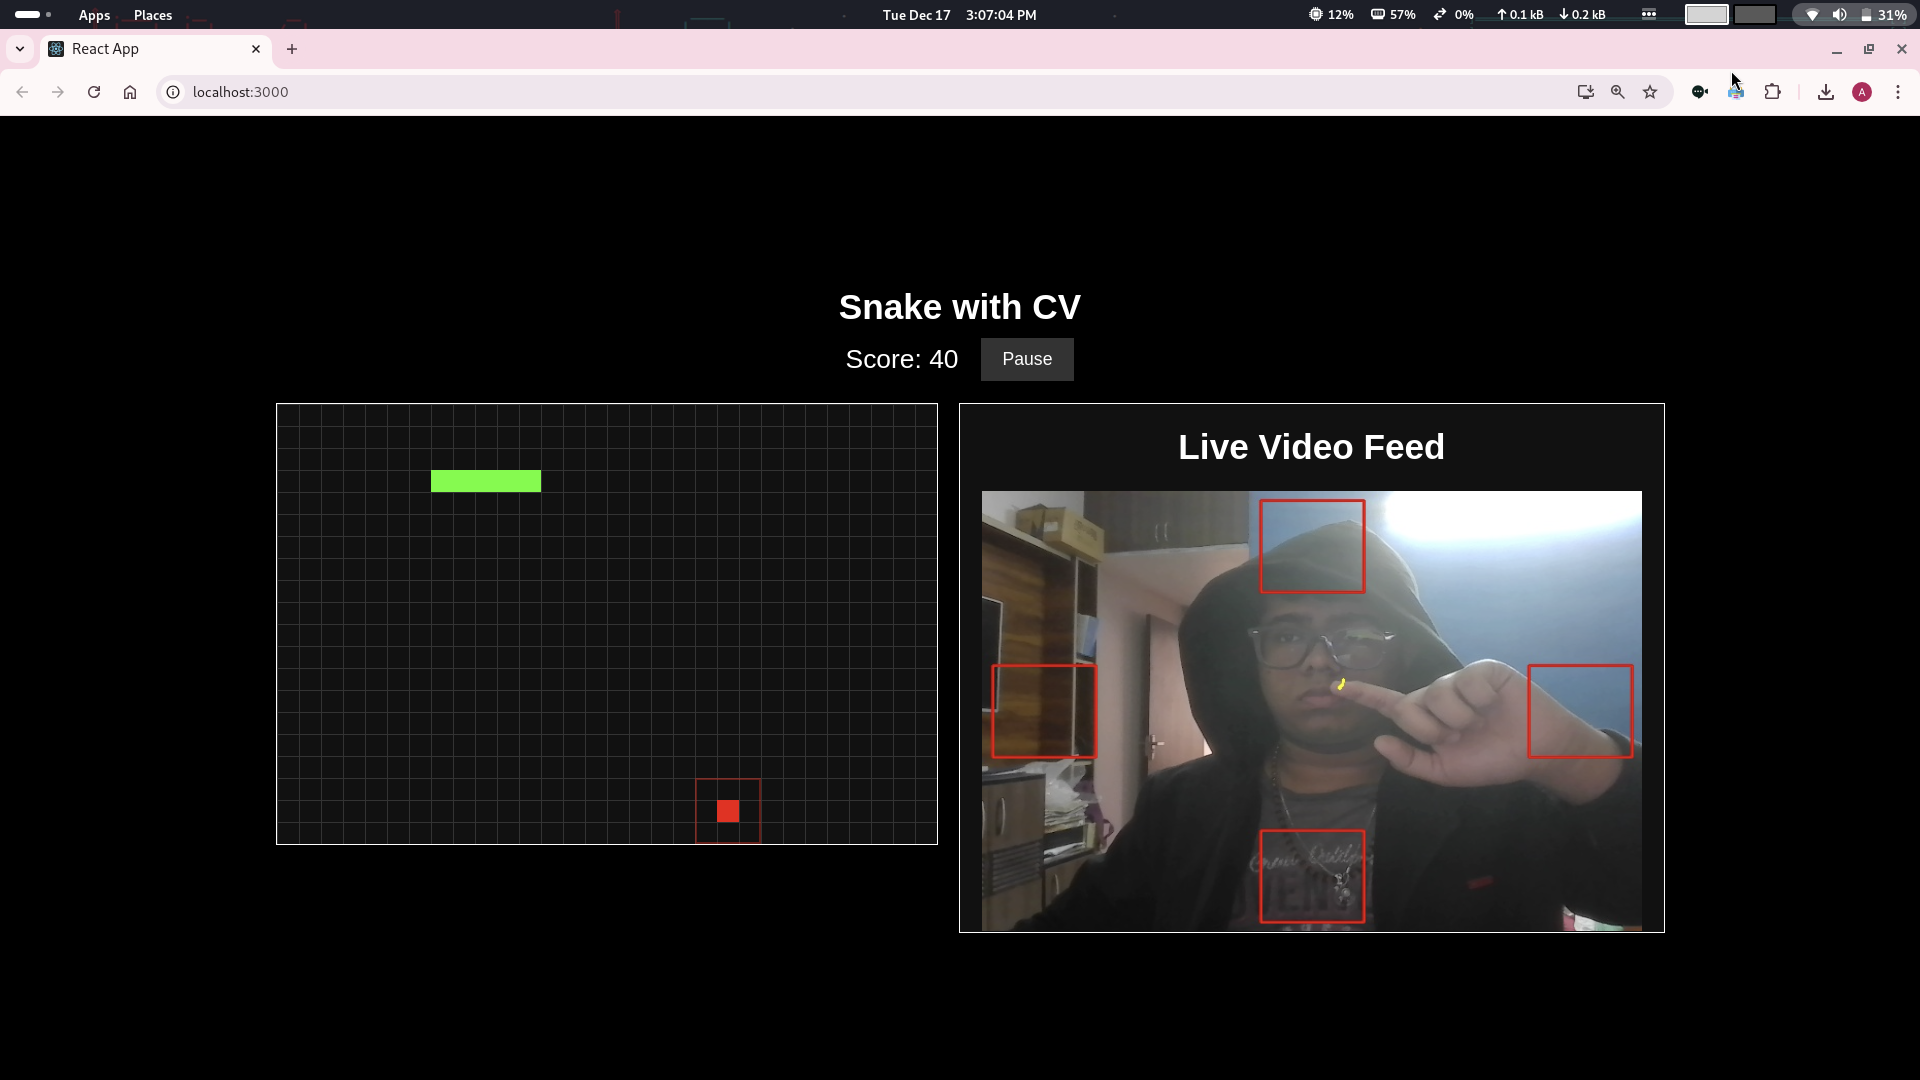 Apps Places Tue Dec 17 3:07:04 PM 12% 57% 0% 0.1 kB 0.2 kB 31%
React App
localhost:3000 A
Snake with CV
Score: 40 Pause
Live Video Feed